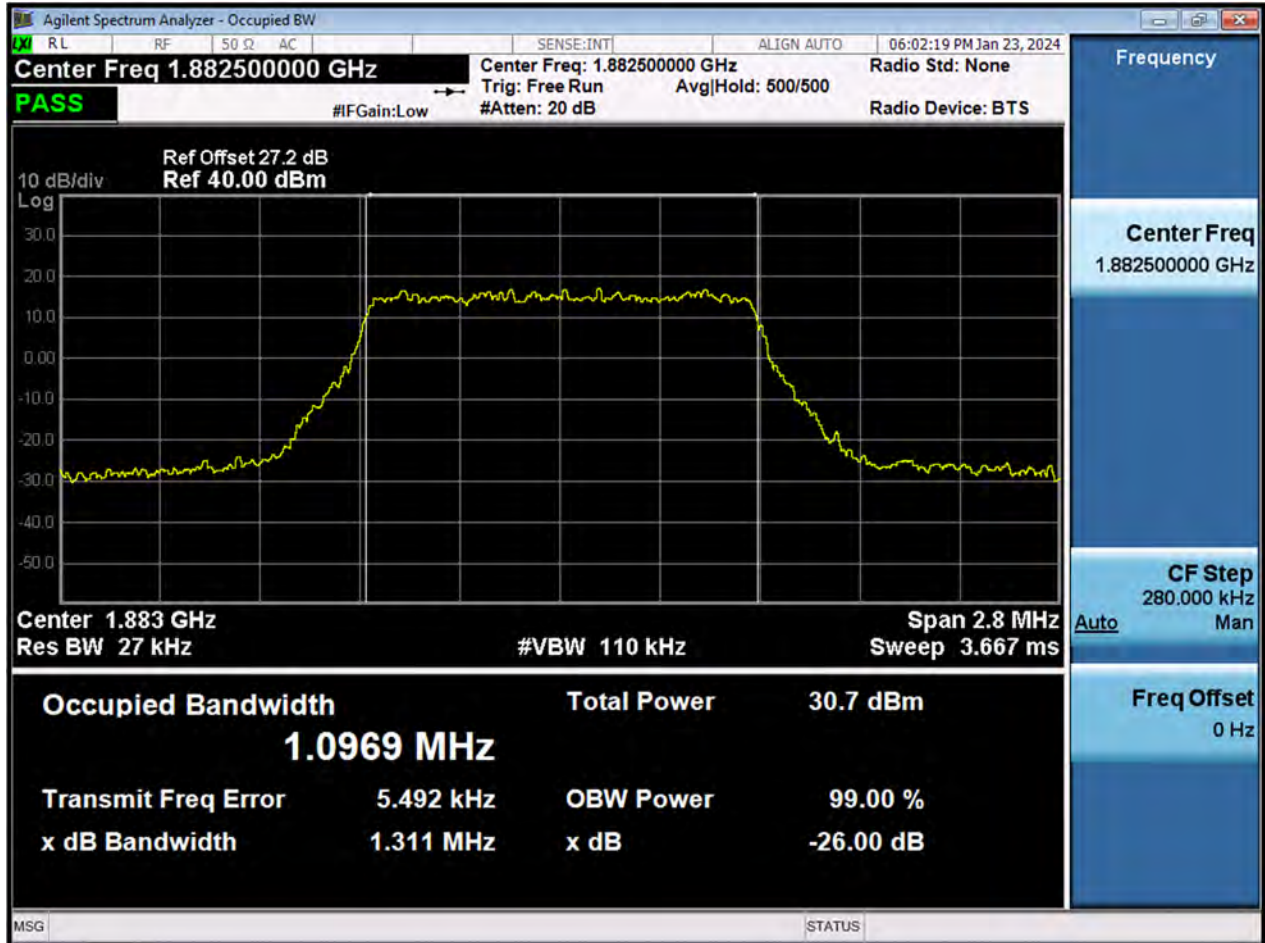 Agilent Spectrum Analyzer - Occupied BW
LXI RL RF 50 Ω AC SENSE:INT ALIGN AUTO 06:02:19 PM Jan 23, 2024
Center Freq 1.882500000 GHz
PASS
#IFGain:Low
Center Freq: 1.882500000 GHz
Trig: Free Run Avg|Hold: 500/500
#Atten: 20 dB
Radio Std: None
Radio Device: BTS
Ref Offset 27.2 dB
10 dB/div Ref 40.00 dBm
Log
30.0
20.0
10.0
0.00
-10.0
-20.0
-30.0
-40.0
-50.0
Center 1.883 GHz Span 2.8 MHz
Res BW 27 kHz #VBW 110 kHz Sweep 3.667 ms
Occupied Bandwidth Total Power 30.7 dBm
1.0969 MHz
Transmit Freq Error 5.492 kHz OBW Power 99.00 %
x dB Bandwidth 1.311 MHz x dB -26.00 dB
MSG STATUS
Frequency
Center Freq
1.882500000 GHz
CF Step
280.000 kHz
Auto Man
Freq Offset
0 Hz